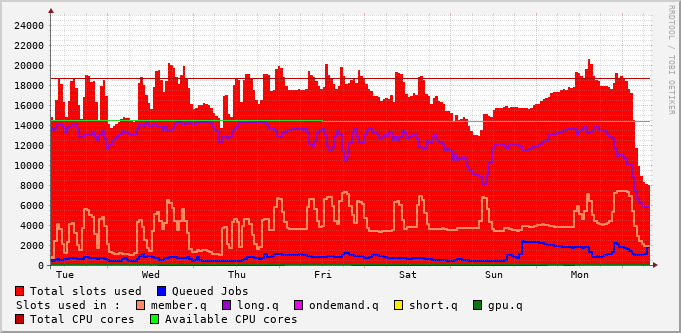 RRDTOOL / TOBI OETIKER
24000
22000
20000
18000
16000
14000
12000
10000
8000
6000
4000
2000
0
Tue Wed Thu Fri Sat Sun Mon
Total slots used Queued Jobs
Slots used in : member.q long.q ondemand.q short.q gpu.q
Total CPU cores Available CPU cores